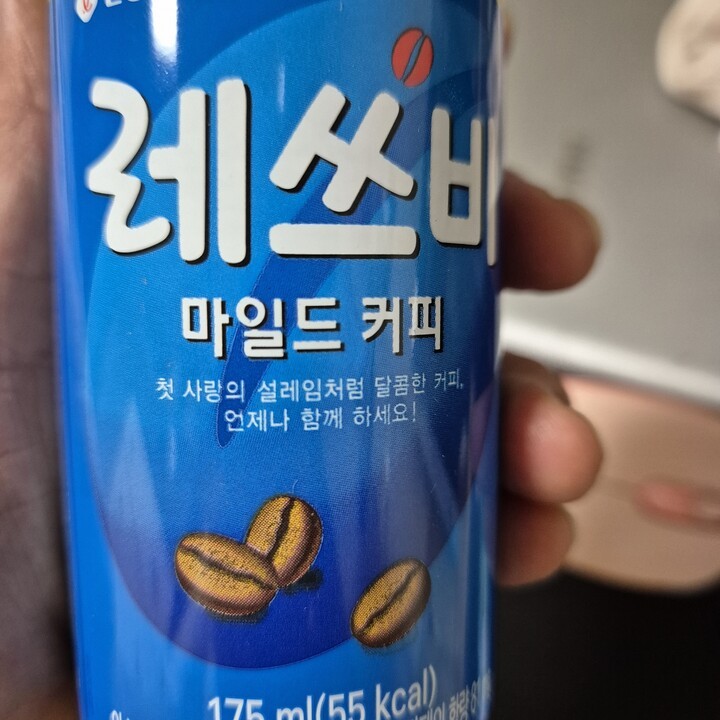 레쓰비
마일드 커피
첫 사랑의 설레임처럼 달콤한 커피.
언제나 함께 하세요!
175 ml(55 kcal)